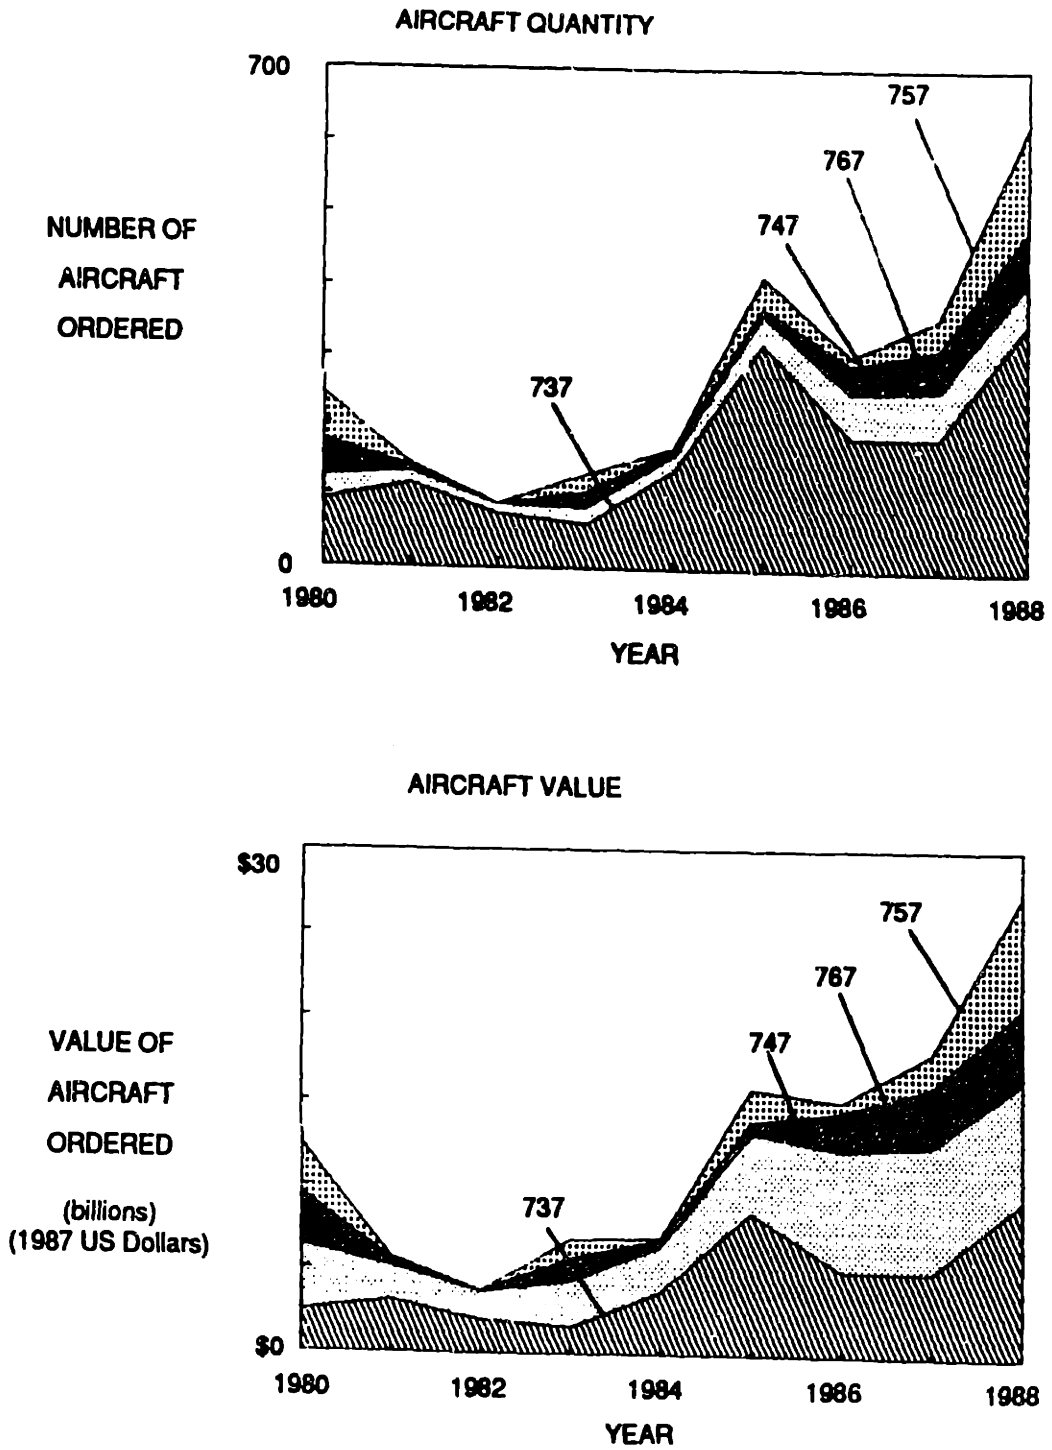 AIRCRAFT QUANTITY
700
757
767
747
NUMBER OF
AIRCRAFT
ORDERED
737
0
1980
1982
1984
1986
1988
YEAR
AIRCRAFT VALUE
$30
757
767
747
VALUE OF
AIRCRAFT
ORDERED
737
(billions)
(1987 US Dollars)
$0
1980
1982
1984
1986
1988
YEAR